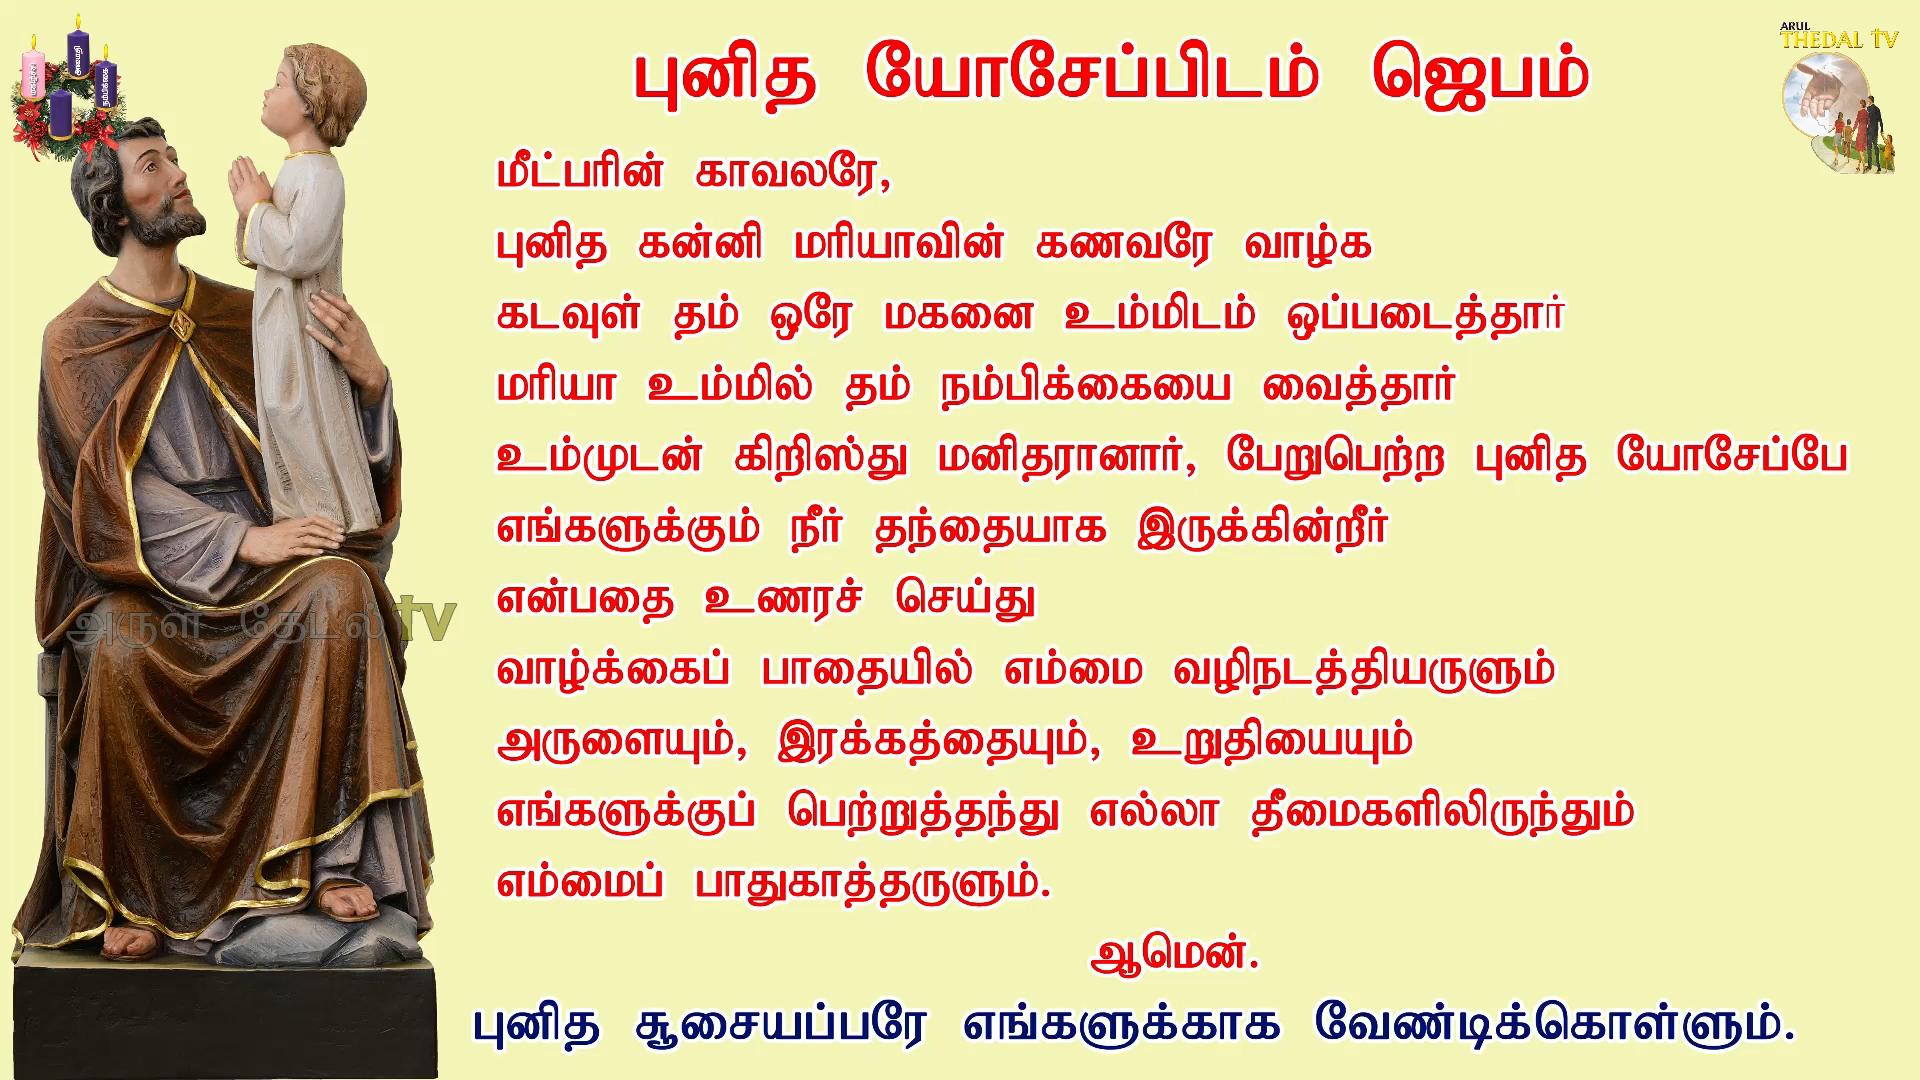 புனித யோசேப்பிடம் ஜெபம்
ARUL
THEDAL TV
மீட்பரின் காவலரே,
புனித கன்னி மரியாவின் கணவரே வாழ்க
கடவுள் தம் ஒரே மகனை உம்மிடம் ஒப்படைத்தார்
மரியா உம்மில் தம் நம்பிக்கையை வைத்தார்
உம்முடன் கிறிஸ்து மனிதரானார், பேறுபெற்ற புனித யோசேப்பே
எங்களுக்கும் நீர் தந்தையாக இருக்கின்றீர்
என்பதை உணரச் செய்து
அருள் தேடல் tv
வாழ்க்கைப் பாதையில் எம்மை வழிநடத்தியருளும்
அருளையும், இரக்கத்தையும், உறுதியையும்
எங்களுக்குப் பெற்றுத்தந்து எல்லா தீமைகளிலிருந்தும்
எம்மைப் பாதுகாத்தருளும்.
ஆமென்.
புனித சூசையப்பரே எங்களுக்காக வேண்டிக்கொள்ளும்.